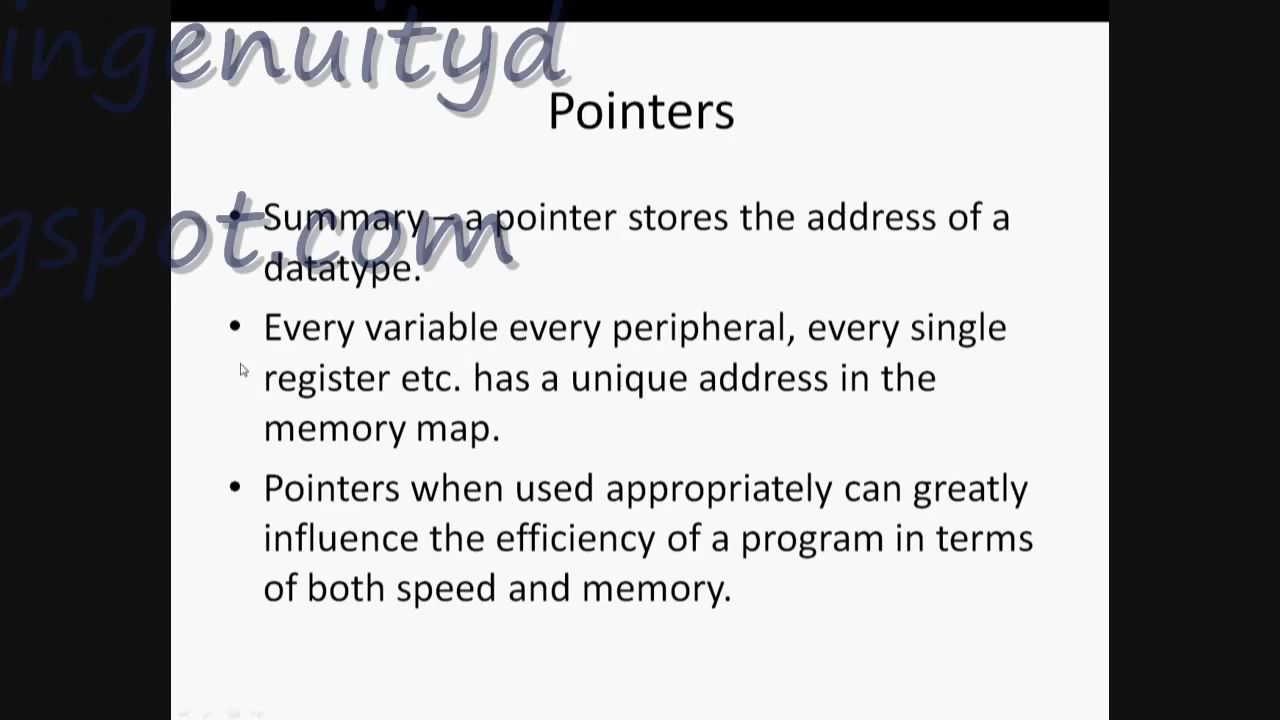 ingenuityd
Pointers
• Summary – a pointer stores the address of a
gspot.com
datatype.
• Every variable every peripheral, every single
register etc. has a unique address in the
memory map.
• Pointers when used appropriately can greatly
influence the efficiency of a program in terms
of both speed and memory.